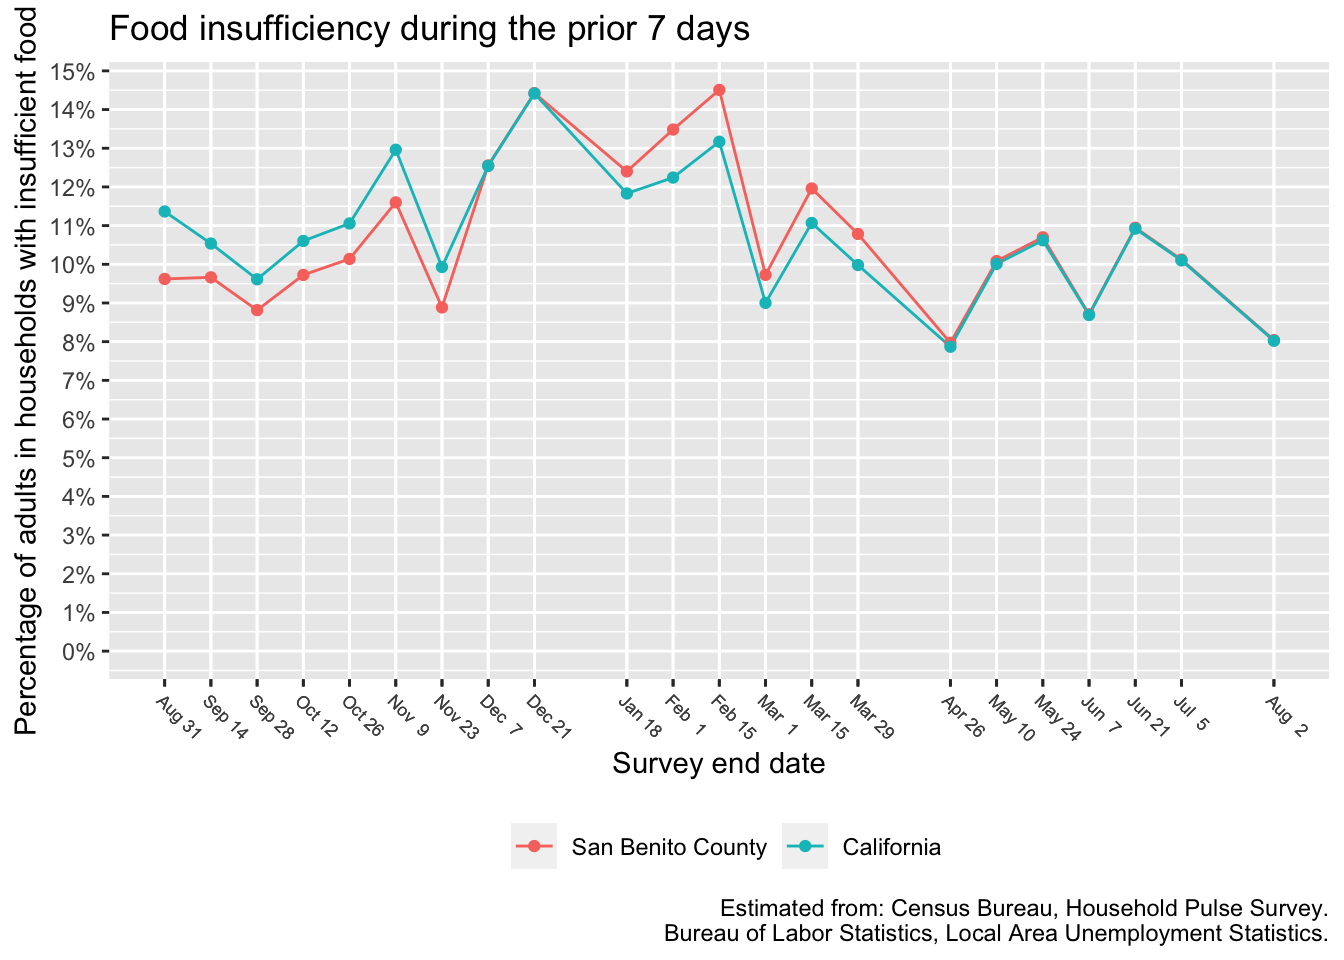 Food insufficiency during the prior 7 days
Percentage of adults in households with insufficient food
15%
14%
13%
12%
11%
10%
9%
8%
7%
6%
5%
4%
3%
2%
1%
0%
Aug 31
Sep 14
Sep 28
Oct 12
Oct 26
Nov 9
Nov 23
Dec 7
Dec 21
Jan 18
Feb 1
Feb 15
Mar 1
Mar 15
Mar 29
Apr 26
May 10
May 24
Jun 7
Jun 21
Jul 5
Aug 2
Survey end date
San Benito County
California
Estimated from: Census Bureau, Household Pulse Survey.
Bureau of Labor Statistics, Local Area Unemployment Statistics.